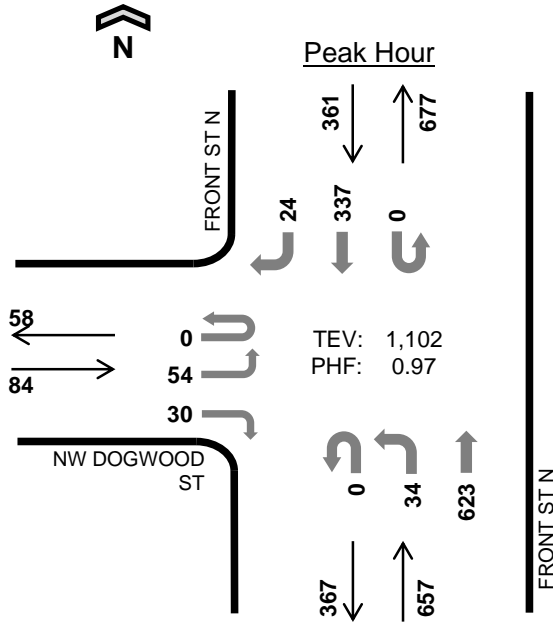 N
Peak Hour
361
677
FRONT ST N
24
337
0
58
84
0
54
30
TEV: 1,102
PHF: 0.97
NW DOGWOOD
ST
0
34
623
367
657
FRONT ST N